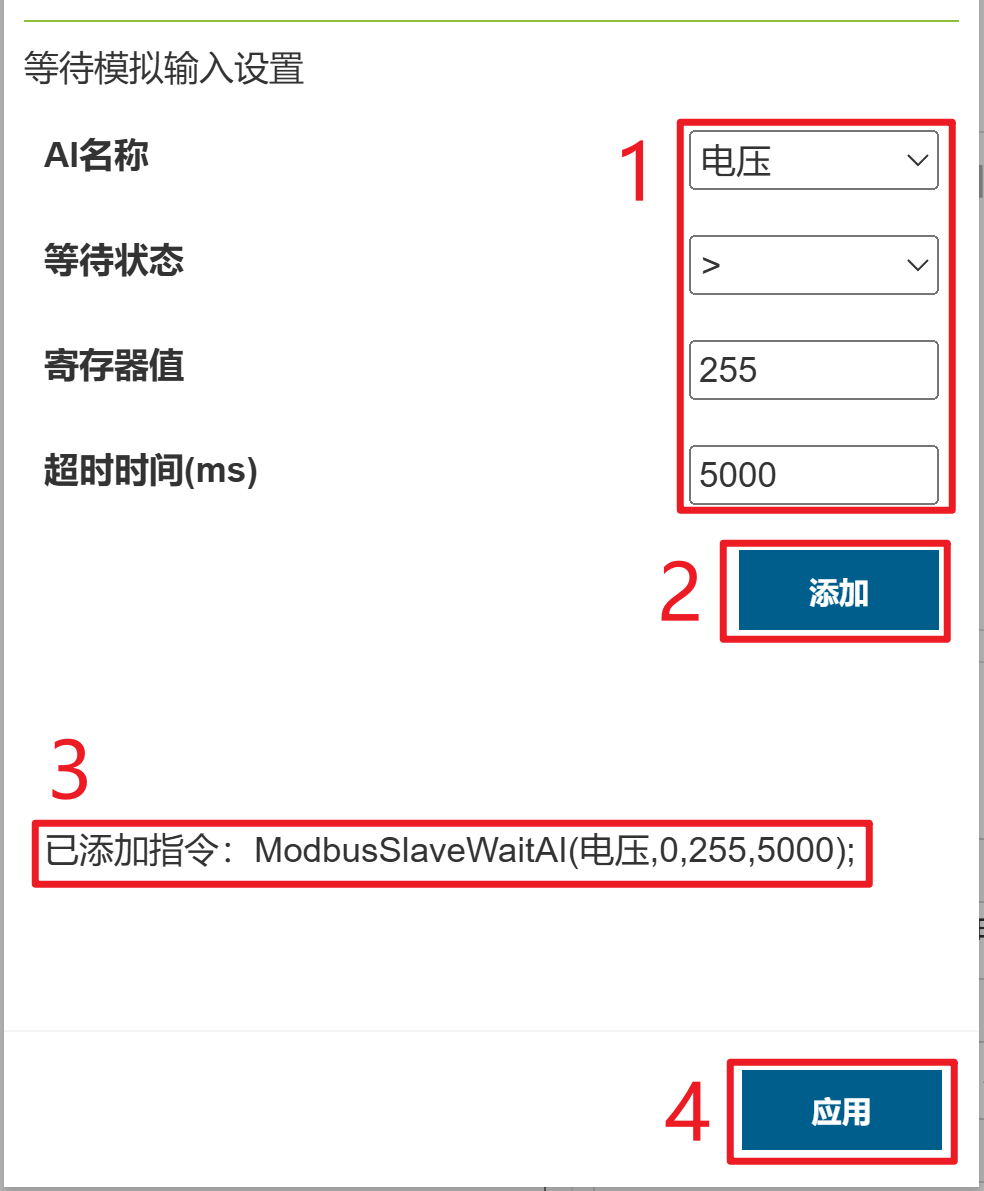 等待模拟输入设置
AI名称
1
电压
等待状态
>
寄存器值
255
超时时间(ms)
5000
2
添加
3
已添加指令：ModbusSlaveWaitAI(电压,0,255,5000);
4
应用